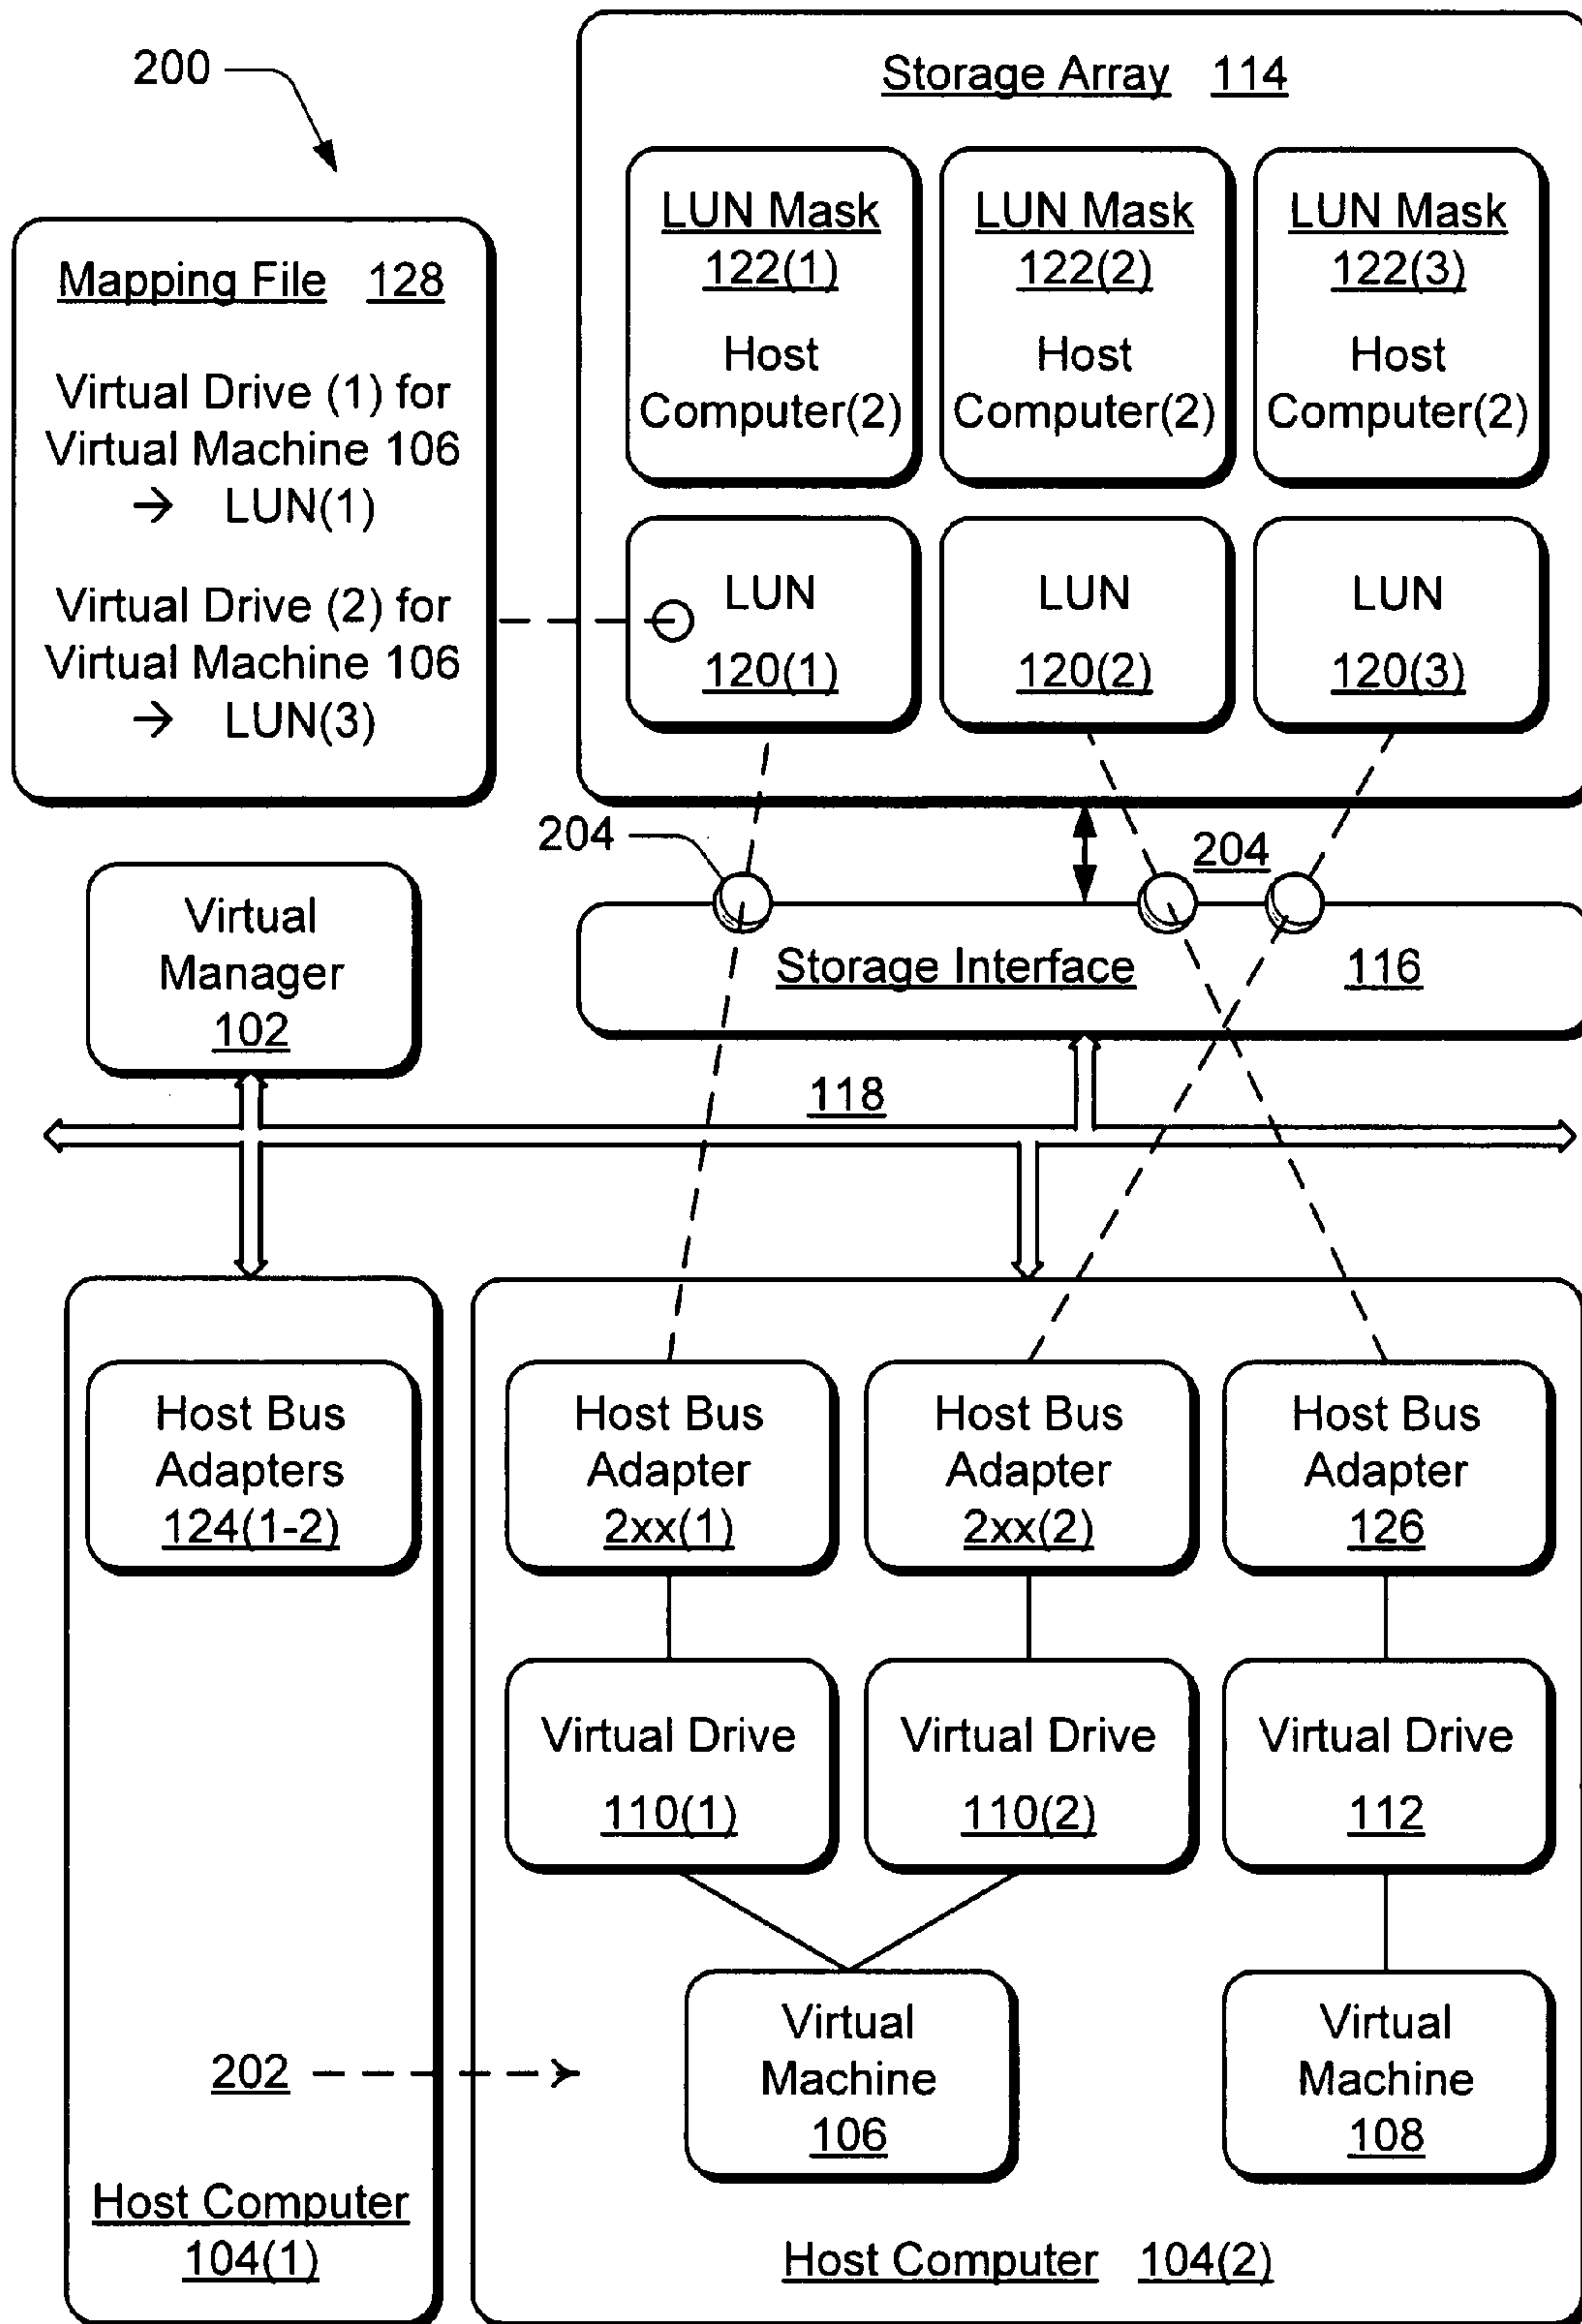 200
Storage Array 114
LUN Mask
122(1)
Host
Computer(2)
LUN Mask
122(2)
Host
Computer(2)
LUN Mask
122(3)
Host
Computer(2)
Mapping File 128
Virtual Drive (1) for
Virtual Machine 106
→ LUN(1)
Virtual Drive (2) for
Virtual Machine 106
→ LUN(3)
LUN
120(1)
LUN
120(2)
LUN
120(3)
204
204
Virtual
Manager
102
Storage Interface 116
118
Host Bus
Adapters
124(1-2)
Host Bus
Adapter
2xx(1)
Host Bus
Adapter
2xx(2)
Host Bus
Adapter
126
Virtual Drive
110(1)
Virtual Drive
110(2)
Virtual Drive
112
202
Virtual
Machine
106
Virtual
Machine
108
Host Computer
104(1)
Host Computer 104(2)